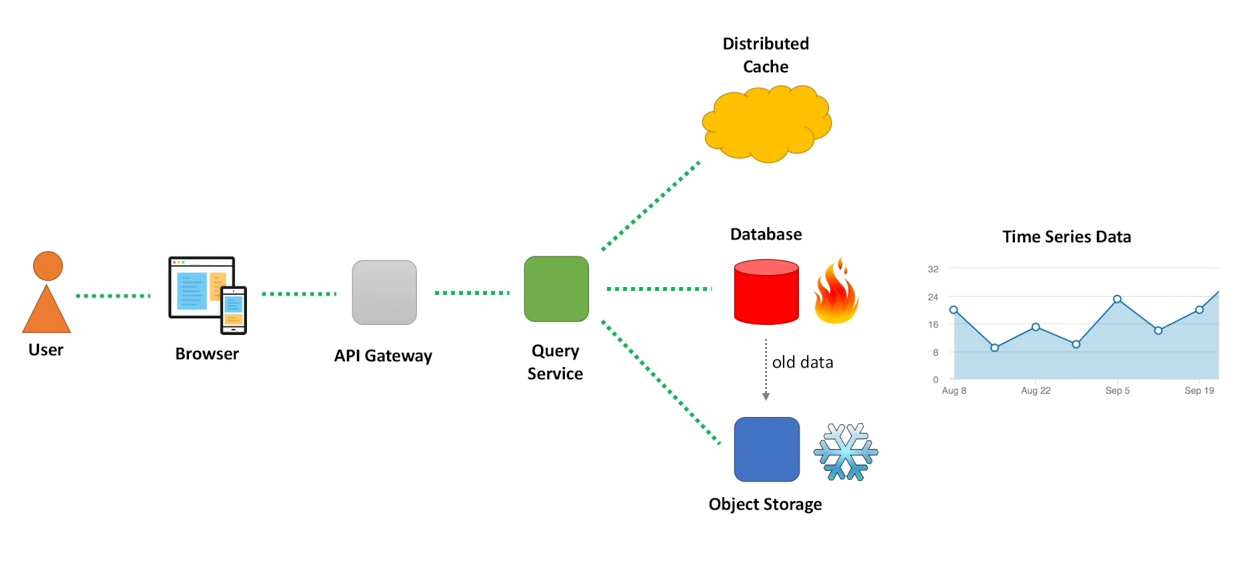 Distributed
Cache
Database
Time Series Data
User
Browser
API Gateway
Query
Service
old data
Object Storage
32
24
16
8
0
Aug 8
Aug 22
Sep 5
Sep 19